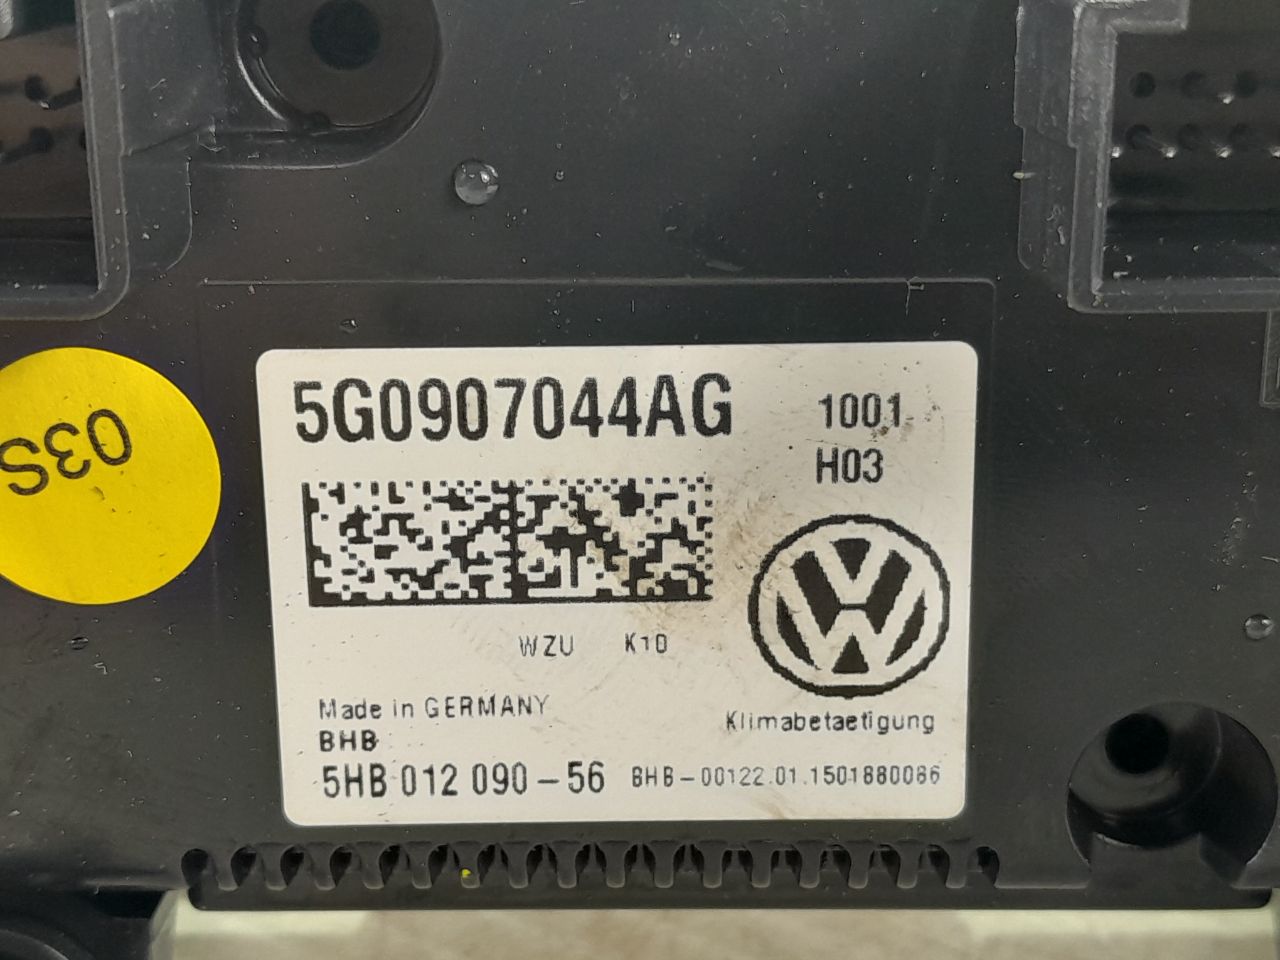 5G0907044AG
1001
H03
03S
WZU K10
Made in GERMANY
BHB
Klimabetaetigung
5HB 012 090-56
BHB-00122.01.1501880086